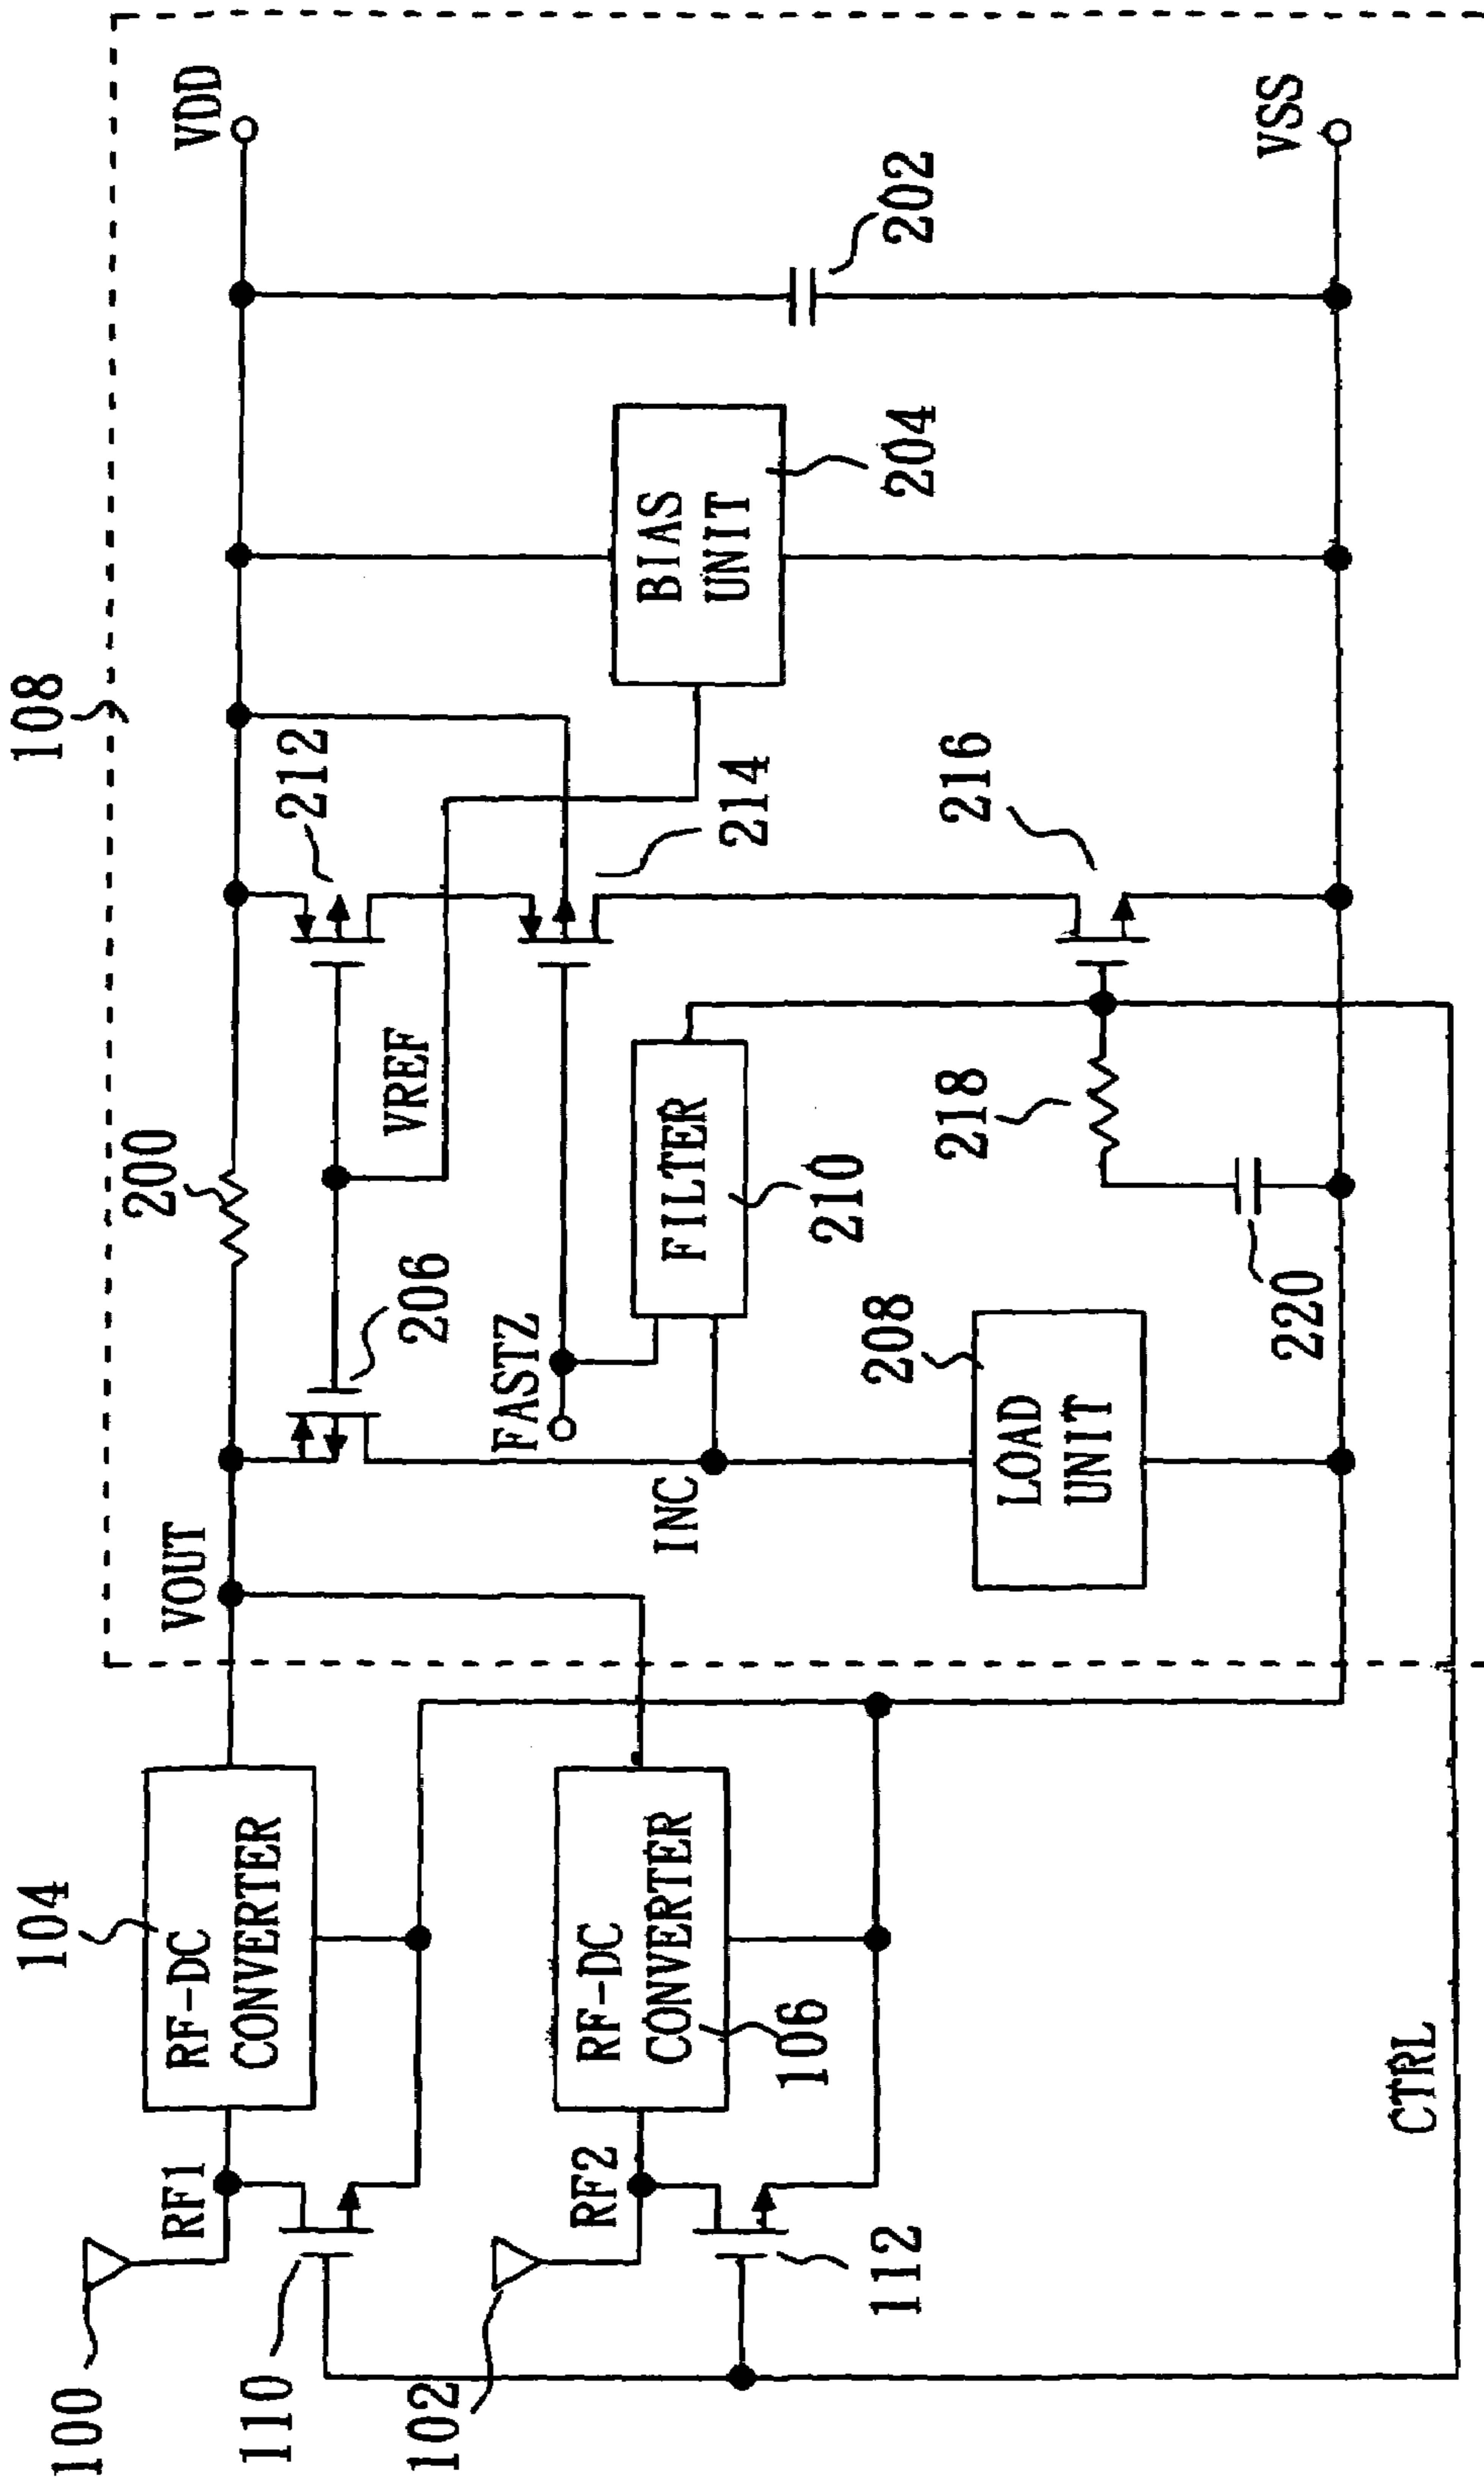 108
VDD
VSS
202
BIAS
UNIT
204
212
214
216
VREF
200
206
FASTZ
FILTER
210
218
220
208
LOAD
UNIT
INC
VOUT
104
RF-DC
CONVERTER
RF-DC
CONVERTER
106
RF1
RF2
100
110
102
112
CTRL